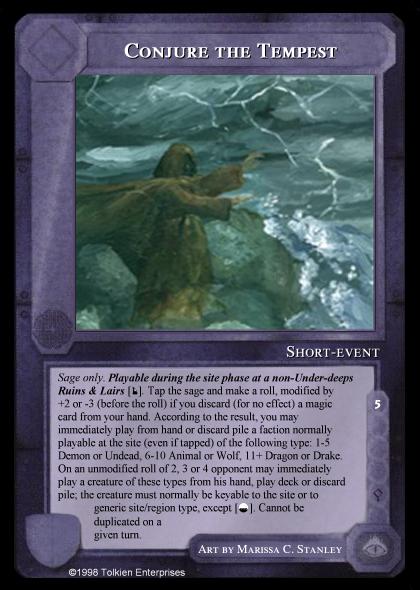 CONJURE THE TEMPEST
SHORT-EVENT
Sage only. Playable during the site phase at a non-Under-deeps
Ruins & Lairs [ ]. Tap the sage and make a roll, modified by
+2 or -3 (before the roll) if you discard (for no effect) a magic
card from your hand. According to the result, you may
immediately play from hand or discard pile a faction normally
playable at the site (even if tapped) of the following type: 1-5
Demon or Undead, 6-10 Animal or Wolf, 11+ Dragon or Drake.
On an unmodified roll of 2, 3 or 4 opponent may immediately
play a creature of these types from his hand, play deck or discard
pile; the creature must normally be keyable to the site or to
generic site/region type, except [ ]. Cannot be
duplicated on a
given turn.
5
ART BY MARISSA C. STANLEY
©1998 Tolkien Enterprises